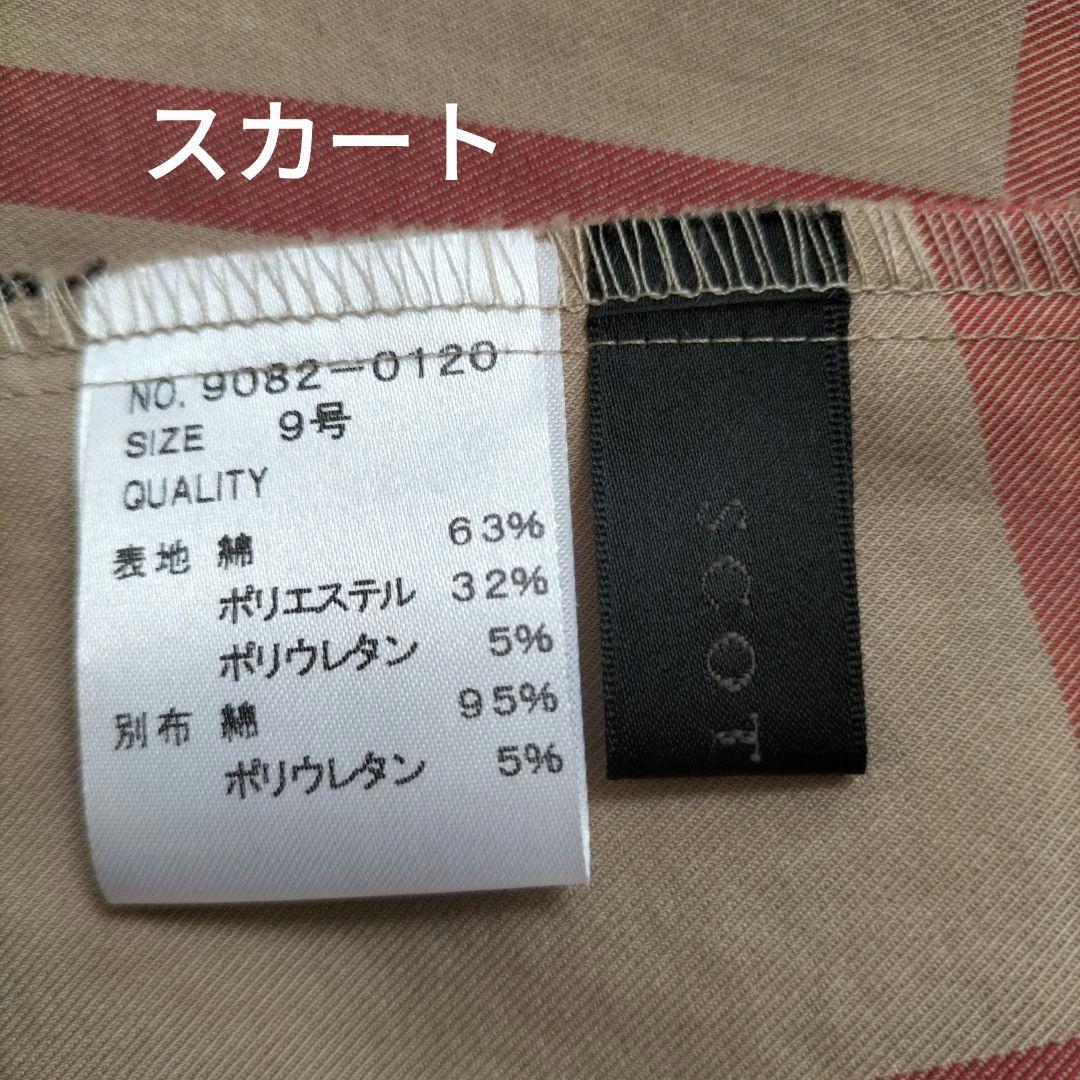 スカート
NO. 9082-0120
SIZE 9号
QUALITY
表地 綿 63%
ポリエステル 32%
ポリウレタン 5%
別布 綿 95%
ポリウレタン 5%